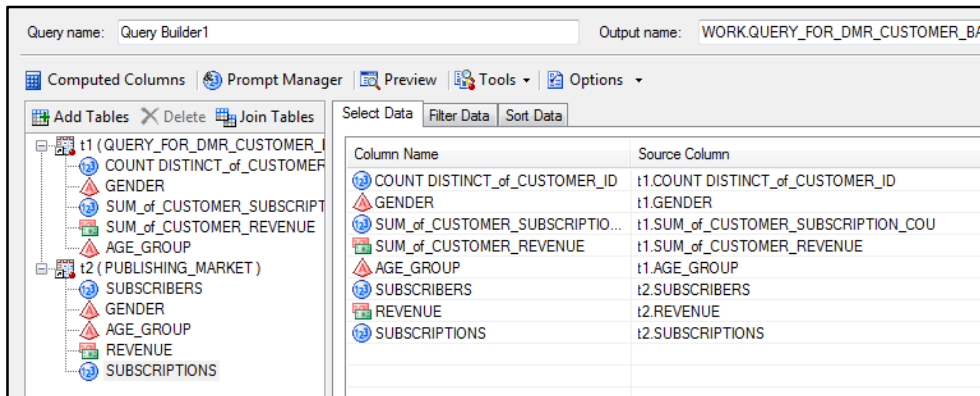 Query name: Query Builder1 Output name: WORK.QUERY_FOR_DMR_CUSTOMER_BA
Computed Columns Prompt Manager Preview Tools Options
Add Tables Delete Join Tables
t1 (QUERY_FOR_DMR_CUSTOMER_
COUNT DISTINCT_of_CUSTOMER
GENDER
SUM_of_CUSTOMER_SUBSCRIPT
SUM_of_CUSTOMER_REVENUE
AGE_GROUP
t2 (PUBLISHING_MARKET)
SUBSCRIBERS
GENDER
AGE_GROUP
REVENUE
SUBSCRIPTIONS
Select Data Filter Data Sort Data
Column Name Source Column
COUNT DISTINCT_of_CUSTOMER_ID t1.COUNT DISTINCT_of_CUSTOMER_ID
GENDER t1.GENDER
SUM_of_CUSTOMER_SUBSCRIPTIO... t1.SUM_of_CUSTOMER_SUBSCRIPTION_COU
SUM_of_CUSTOMER_REVENUE t1.SUM_of_CUSTOMER_REVENUE
AGE_GROUP t1.AGE_GROUP
SUBSCRIBERS t2.SUBSCRIBERS
REVENUE t2.REVENUE
SUBSCRIPTIONS t2.SUBSCRIPTIONS